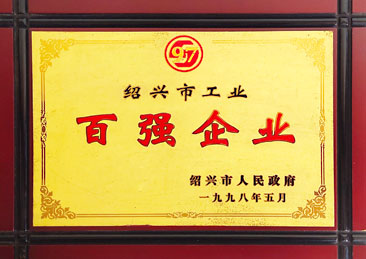 97
绍兴市工业
百强企业
绍兴市人民政府
一九九八年五月